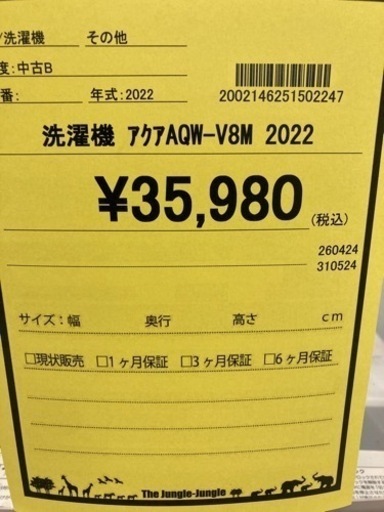 /洗濯機 その他
度:中古B
番: 年式:2022
2002146251502247
洗濯機 ｱｸｱAQW-V8M 2022
¥35,980 (税込)
260424
310524
サイズ:幅 奥行 高さ cm
□現状販売 □1ヶ月保証 □3ヶ月保証 □6ヶ月保証
The Jungle-Jungle